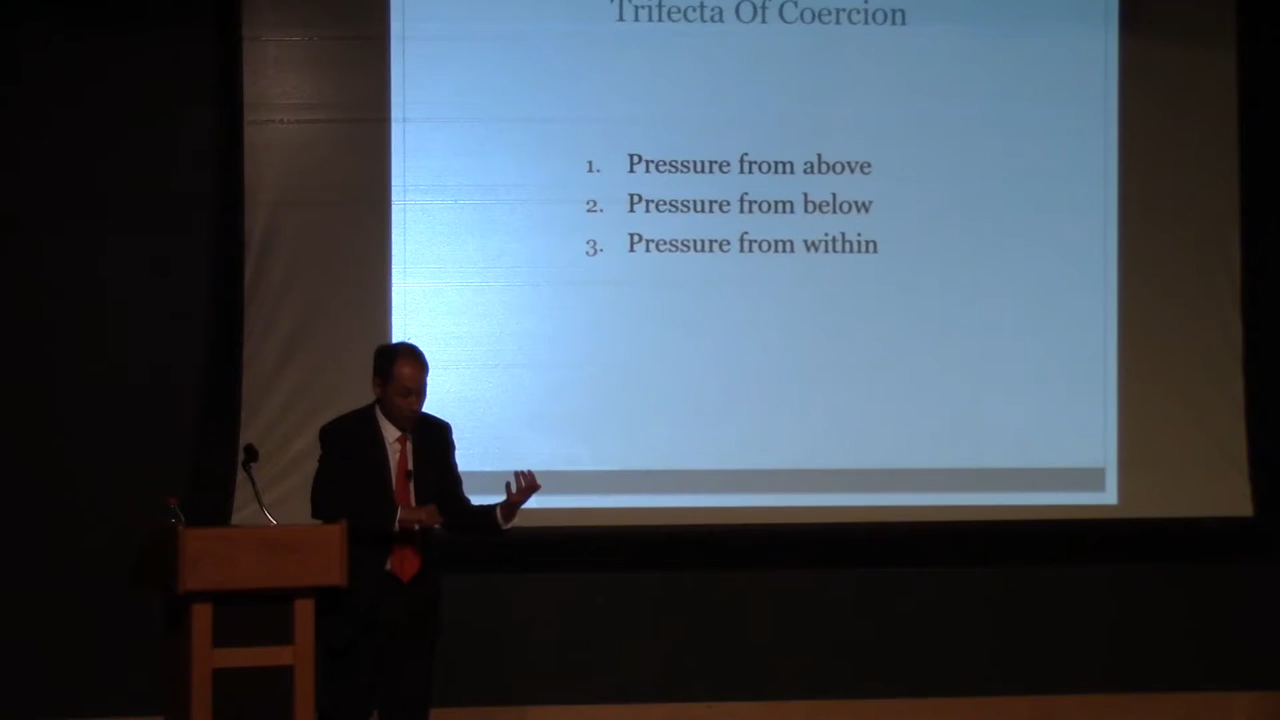 Trifecta Of Coercion
1. Pressure from above
2. Pressure from below
3. Pressure from within